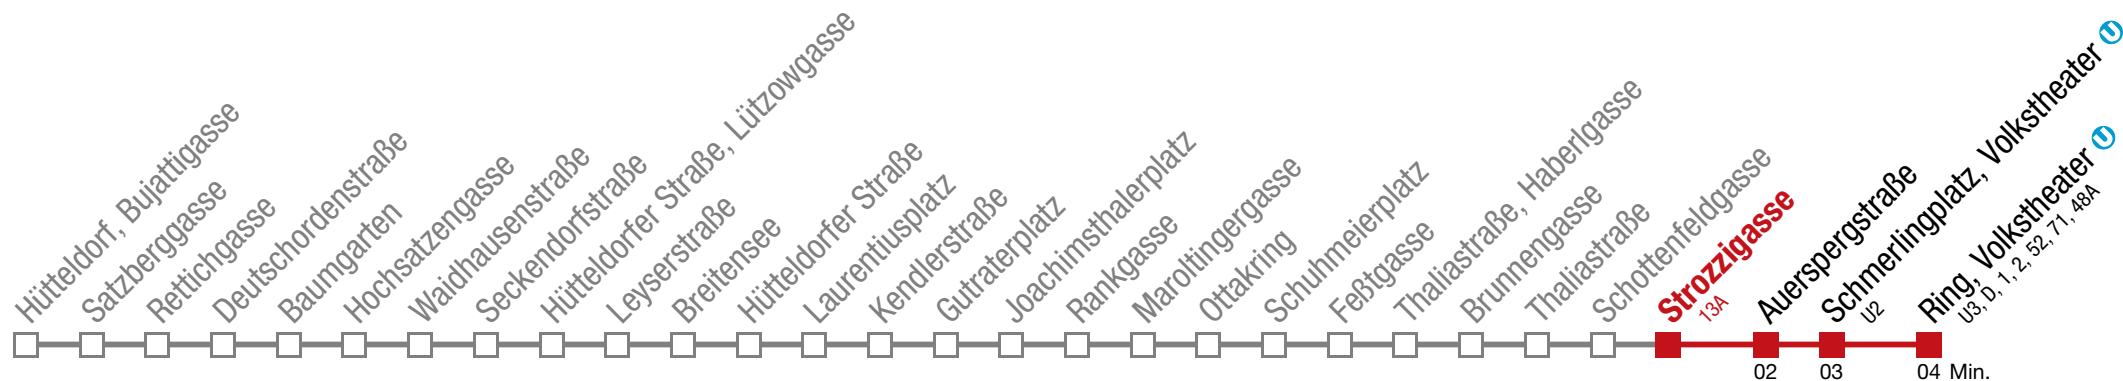 Hütteldorf, Bujattigasse
Satzberggasse
Rettichgasse
Deutschordenstraße
Baumgarten
Hochsatzengasse
Waidhausenstraße
Seckendorfstraße
Hütteldorfer Straße, Lützowgasse
Leyserstraße
Breitensee
Hütteldorfer Straße
Laurentiusplatz
Kendlerstraße
Gutraterplatz
Joachimsthalerplatz
Rankgasse
Maroltingergasse
Ottakring
Schuhmeierplatz
Feßtgasse
Thaliastraße, Haberlgasse
Brunnengasse
Thaliastraße
Schottenfeldgasse
Strozzigasse
13A
Auerspergstraße
Schmerlingplatz, Volkstheater U
U2
Ring, Volkstheater U
U3, D, 1, 2, 52, 71, 48A
02 03 04 Min.